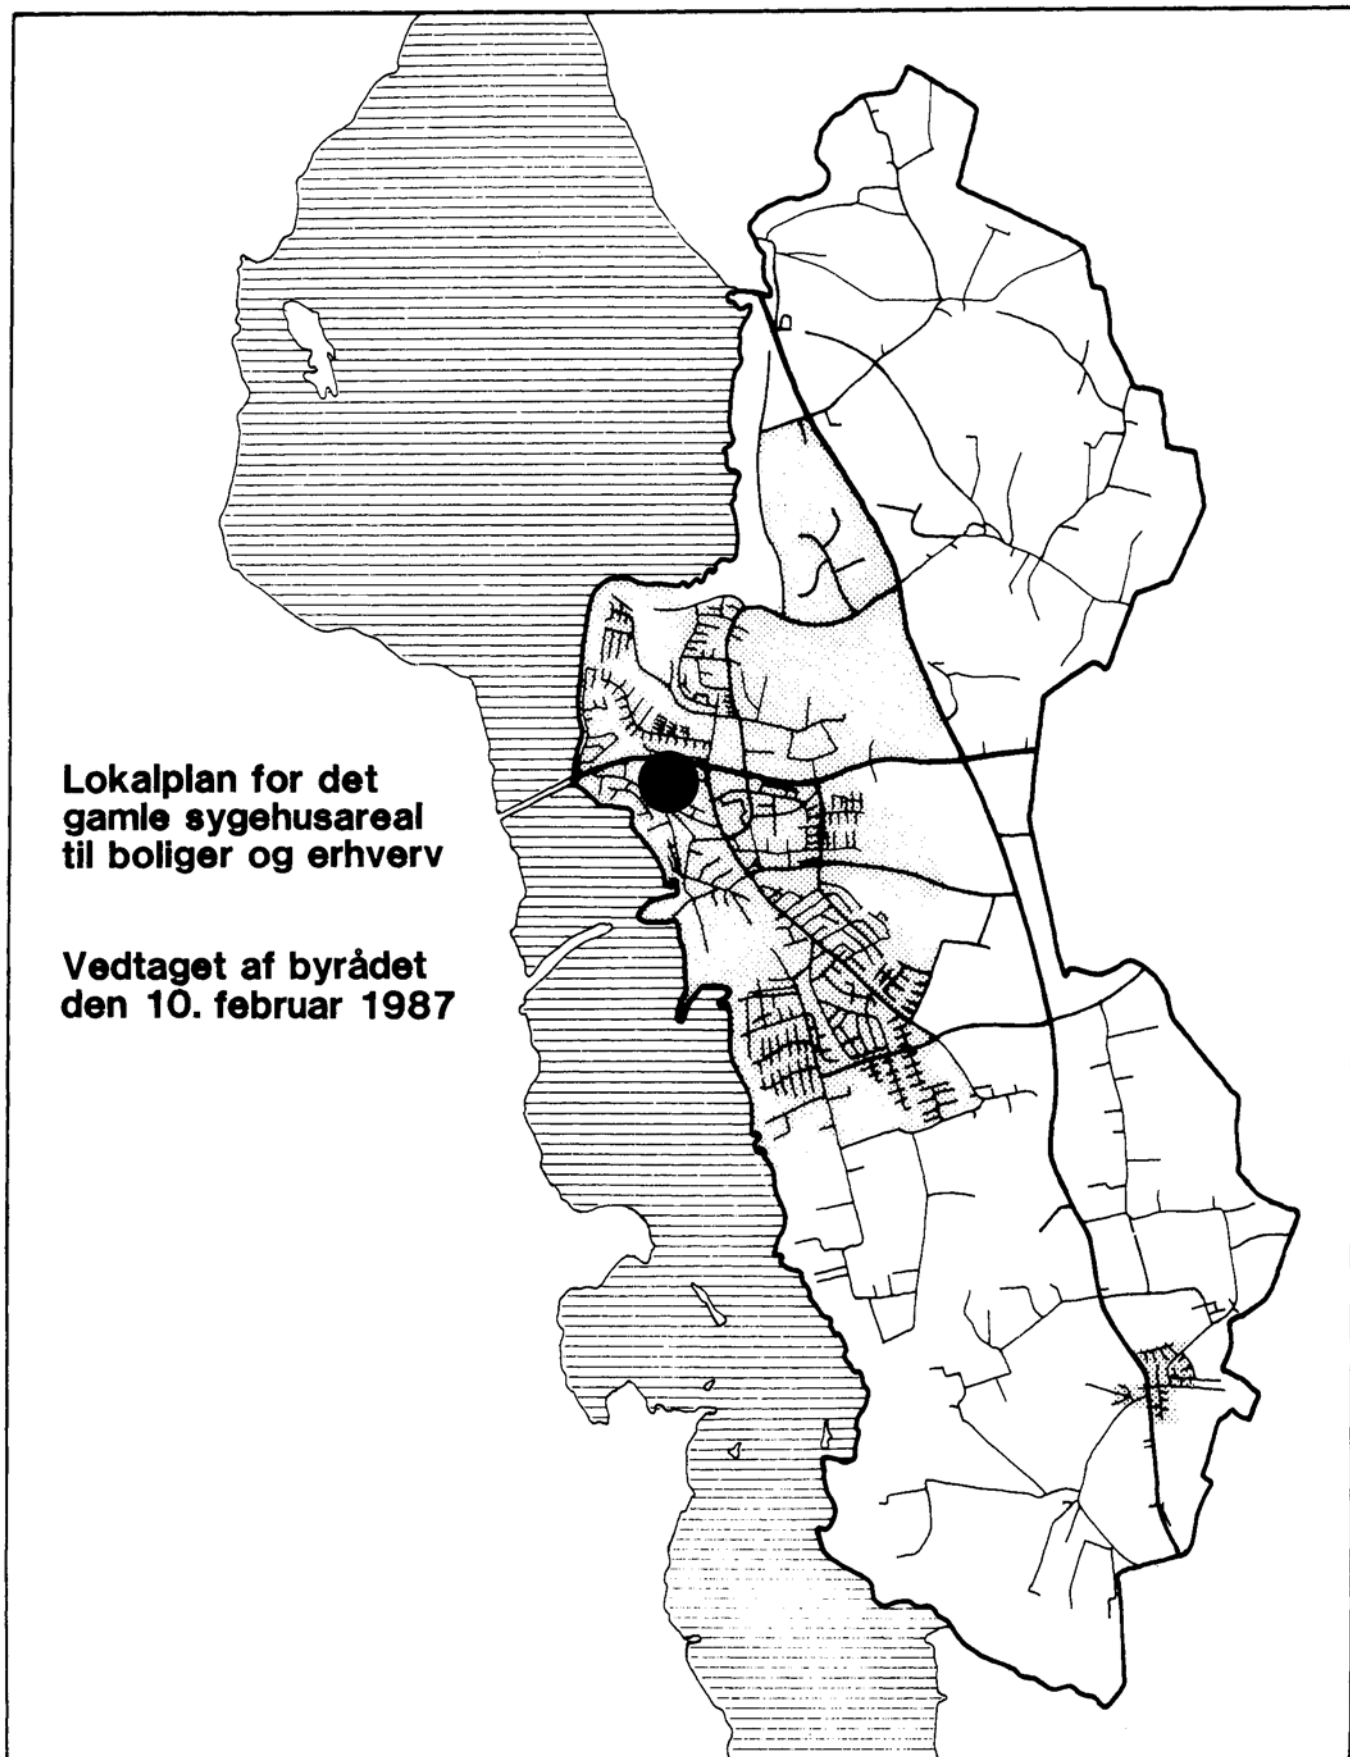 Lokalplan for det
gamle sygehusareal
til boliger og erhverv
Vedtaget af byrådet
den 10. februar 1987